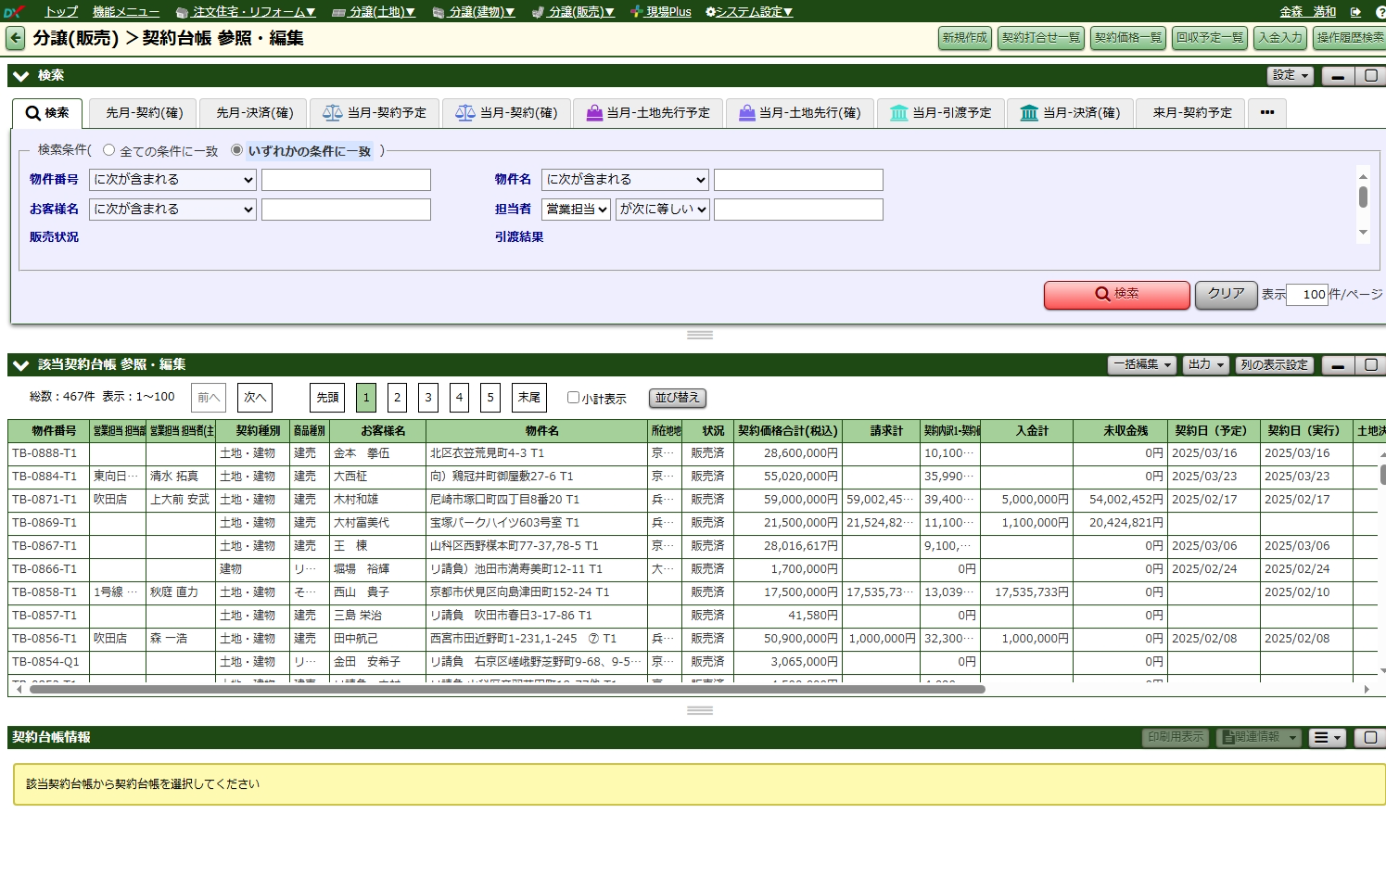 トップ 機能メニュー 注文住宅・リフォーム▼ 分譲(土地)▼ 分譲(建物)▼ 分譲(販売)▼ 現場Plus システム設定▼ 金森 満和
分譲(販売) ＞契約台帳 参照・編集 新規作成 契約打合せ一覧 契約価格一覧 回収予定一覧 入金入力 操作履歴検索
検索 設定
検索 先月-契約(確) 先月-決済(確) 当月-契約予定 当月-契約(確) 当月-土地先行予定 当月-土地先行(確) 当月-引渡予定 当月-決済(確) 来月-契約予定 •••
検索条件( 全ての条件に一致 いずれかの条件に一致 )
物件番号 に次が含まれる 物件名 に次が含まれる
お客様名 に次が含まれる 担当者 営業担当 が次に等しい
販売状況 引渡結果
検索 クリア 表示 100 件/ページ
該当契約台帳 参照・編集 一括編集 出力 列の表示設定
総数：467件 表示：1～100 前へ 次へ 先頭 1 2 3 4 5 末尾 小計表示 並び替え
物件番号 営業担当 担当部 営業担当 担当者(主 契約種別 商品種別 お客様名 物件名 所在地地 状況 契約価格合計(税込) 請求計 契約内訳1-契約価 入金計 未収金残 契約日（予定） 契約日（実行） 土地決
TB-0888-T1 土地・建物 建売 金本 拳伍 北区衣笠荒見町4-3 T1 京… 販売済 28,600,000円 10,100… 0円 2025/03/16 2025/03/16
TB-0884-T1 東向日… 清水 拓真 土地・建物 建売 大西柾 向）鶏冠井町御屋敷27-6 T1 京… 販売済 55,020,000円 35,990… 0円 2025/03/23 2025/03/23
TB-0871-T1 吹田店 上大前 安武 土地・建物 建売 木村和雄 尼崎市塚口町四丁目8番20 T1 兵… 販売済 59,000,000円 59,002,45… 39,400… 5,000,000円 54,002,452円 2025/02/17 2025/02/17
TB-0869-T1 土地・建物 建売 大村富美代 宝塚パークハイツ603号室 T1 兵… 販売済 21,500,000円 21,524,82… 11,100… 1,100,000円 20,424,821円
TB-0867-T1 土地・建物 建売 王 棟 山科区西野楳本町77-37,78-5 T1 京… 販売済 28,016,617円 9,100,… 0円 2025/03/06 2025/03/06
TB-0866-T1 建物 リ… 堀場 裕輝 リ請負）池田市満寿美町12-11 T1 大… 販売済 1,700,000円 0円 0円 2025/02/24 2025/02/24
TB-0858-T1 1号線 … 秋庭 直力 土地・建物 そ… 西山 貴子 京都市伏見区向島津田町152-24 T1 販売済 17,500,000円 17,535,73… 13,039… 17,535,733円 0円 2025/02/10
TB-0857-T1 土地・建物 建売 三島 栄治 リ請負 吹田市春日3-17-86 T1 販売済 41,580円 0円 0円
TB-0856-T1 吹田店 森 一浩 土地・建物 建売 田中航己 西宮市田近野町1-231,1-245 ⑦ T1 兵… 販売済 50,900,000円 1,000,000円 32,300… 1,000,000円 0円 2025/02/08 2025/02/08
TB-0854-Q1 土地・建物 リ… 金田 安希子 リ請負 右京区嵯峨野芝野町9-68、9-5… 京… 販売済 3,065,000円 0円 0円
契約台帳情報 印刷用表示 関連情報
該当契約台帳から契約台帳を選択してください